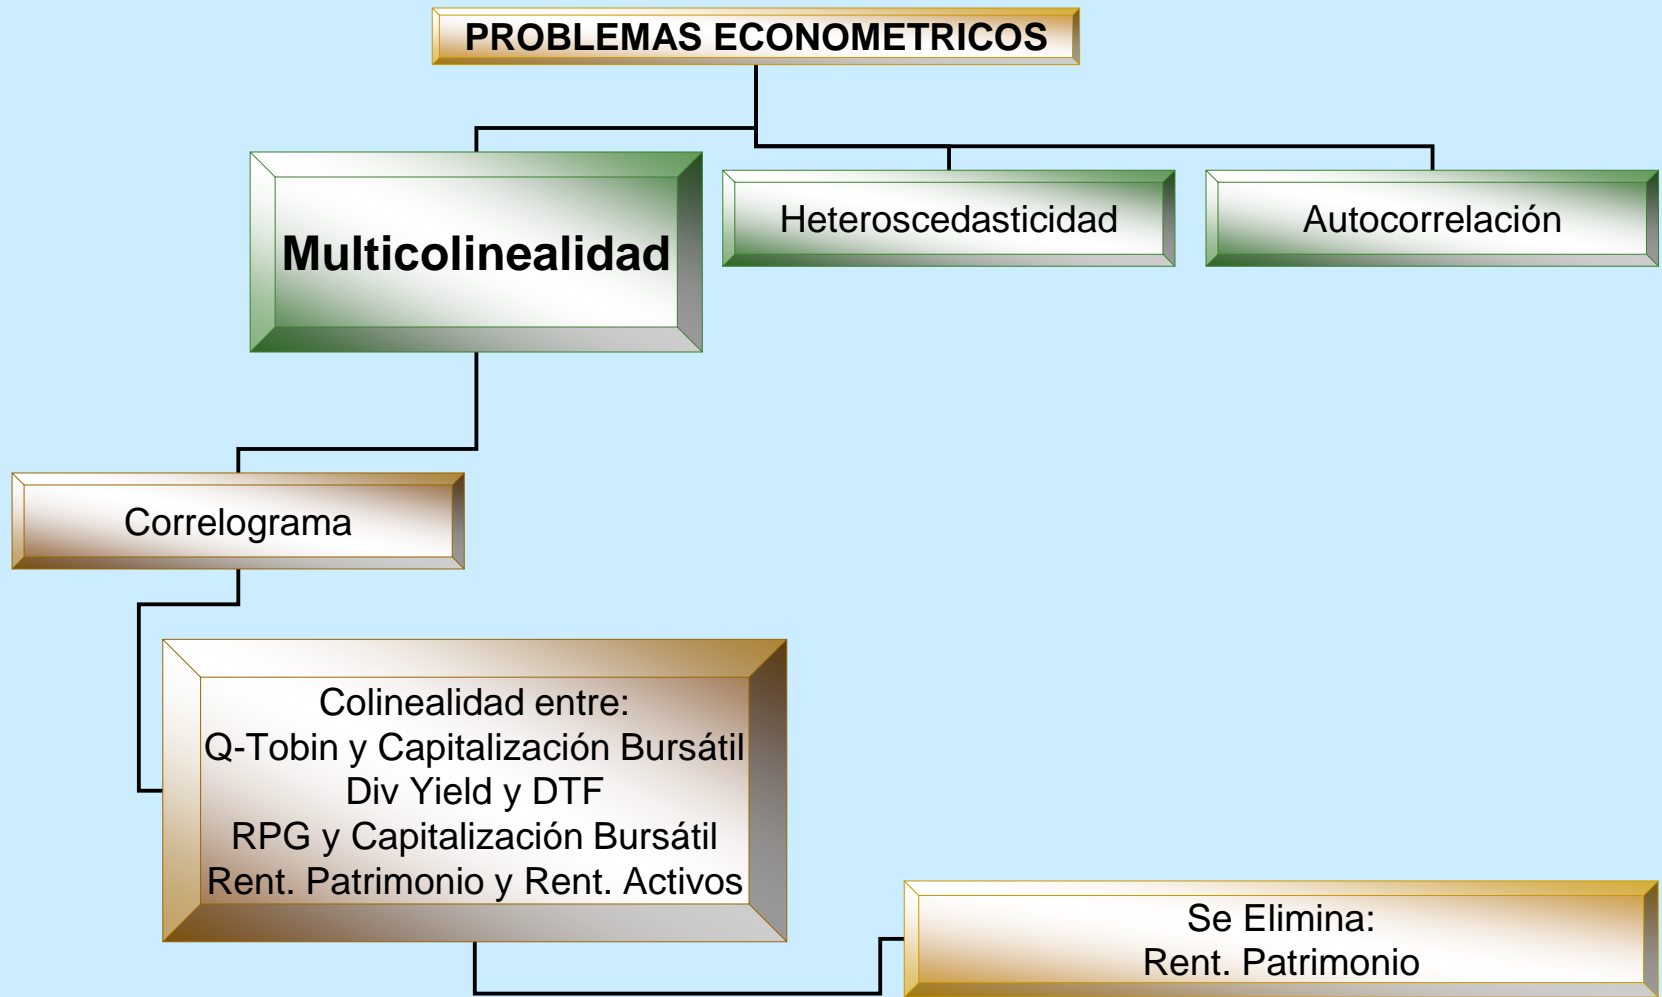 PROBLEMAS ECONOMETRICOS
Multicolinealidad
Heteroscedasticidad
Autocorrelación
Correlograma
Colinealidad entre:
Q-Tobin y Capitalización Bursátil
Div Yield y DTF
RPG y Capitalización Bursátil
Rent. Patrimonio y Rent. Activos
Se Elimina:
Rent. Patrimonio